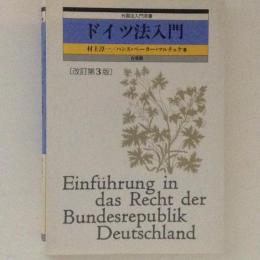 外国法入門双書
ドイツ法入門
村上淳一／ハンス・ペーター・マルチュケ 著
有斐閣
[改訂第3版]
Einführung in
das Recht der
Bundesrepublik
Deutschland